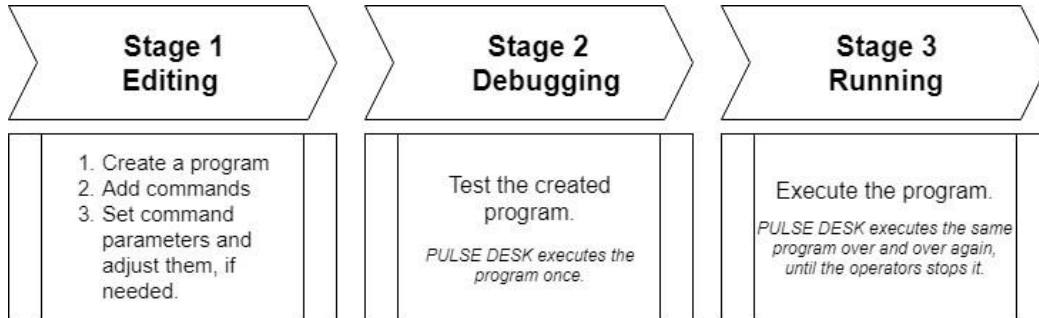 Stage 1
Editing
1. Create a program
2. Add commands
3. Set command
parameters and
adjust them, if
needed.
Stage 2
Debugging
Test the created
program.
PULSE DESK executes the
program once.
Stage 3
Running
Execute the program.
PULSE DESK executes the same
program over and over again,
until the operators stops it.